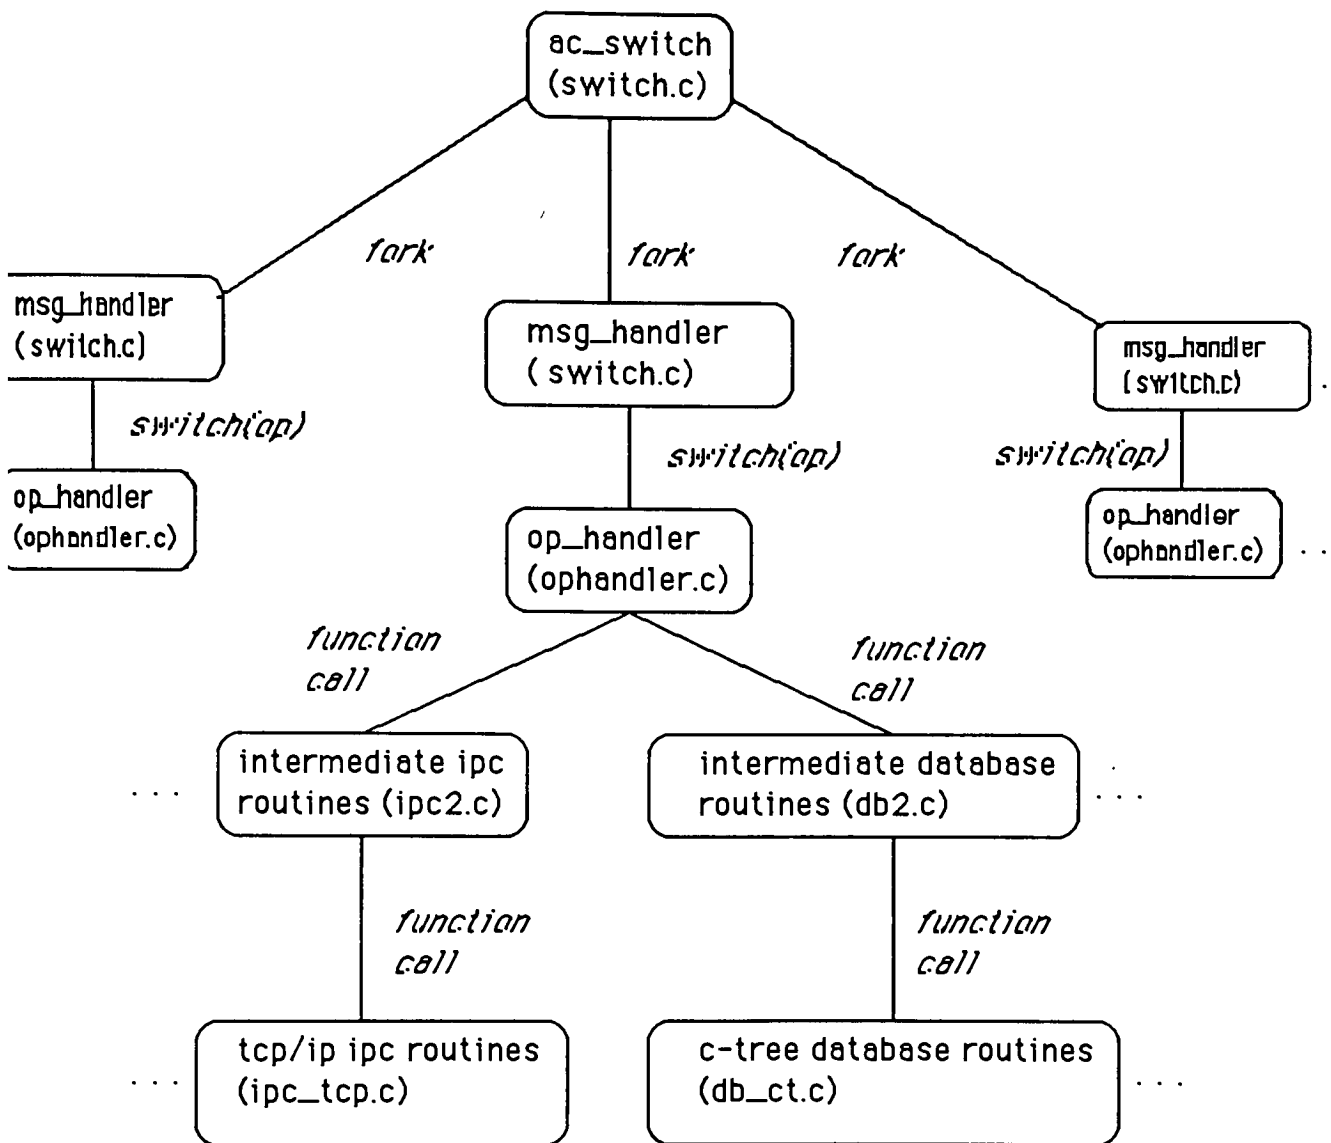 ac_switch
(switch.c)
fork
fork
fork
msg_handler
(switch.c)
msg_handler
( switch.c)
msg_handler
(switch.c)
switch(op)
switch(op)
switch(op)
op_handler
(ophandler.c)
op_handler
(ophandler.c)
op_handler
(ophandler.c)
...
function
call
function
call
...
intermediate ipc
routines (ipc2.c)
intermediate database
routines (db2.c)
...
function
call
function
call
...
tcp/ip ipc routines
(ipc_tcp.c)
c-tree database routines
(db_ct.c)
...